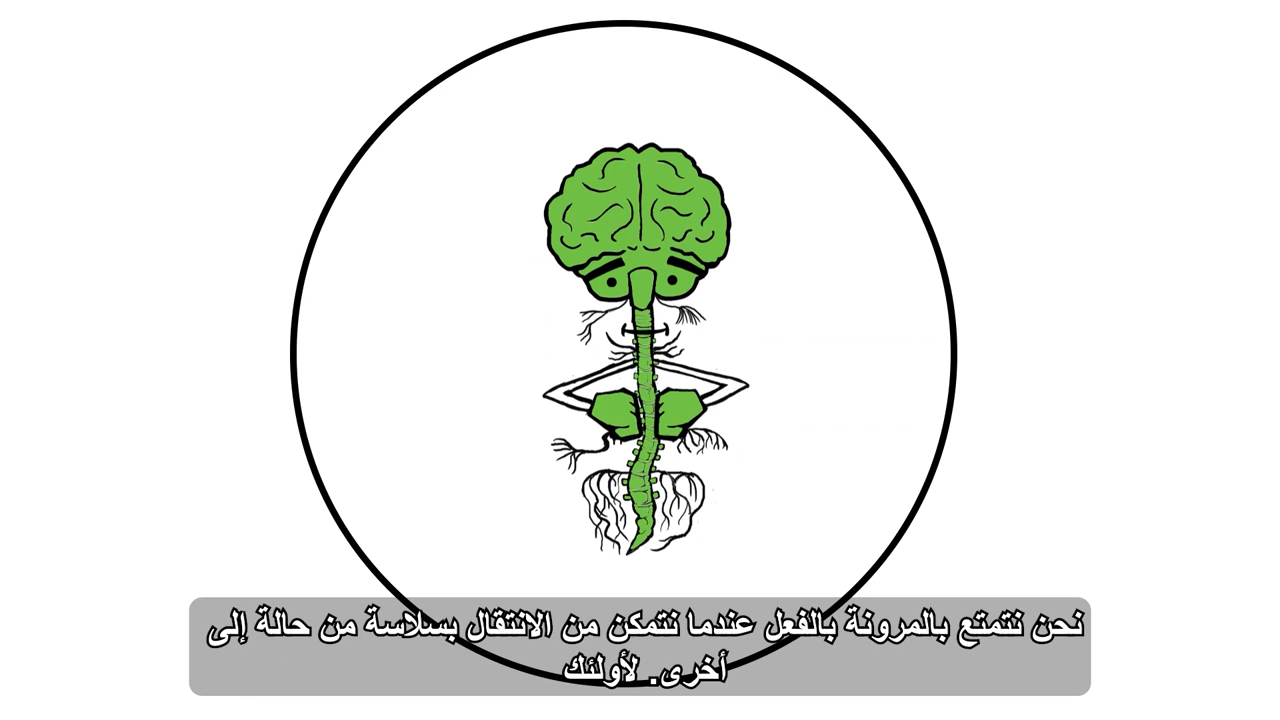 نحن نتمتع بالمرونة بالفعل عندما نتمكن من الانتقال بسلاسة من حالة إلى
أخرى. لأولئك